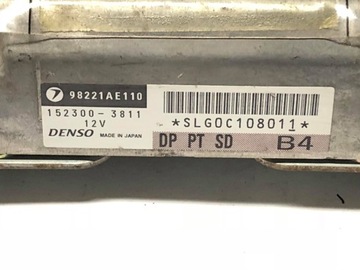 98221AE110
152300-3811
12V
DENSO MADE IN JAPAN
*SLG0C108011*
DP PT SD B4